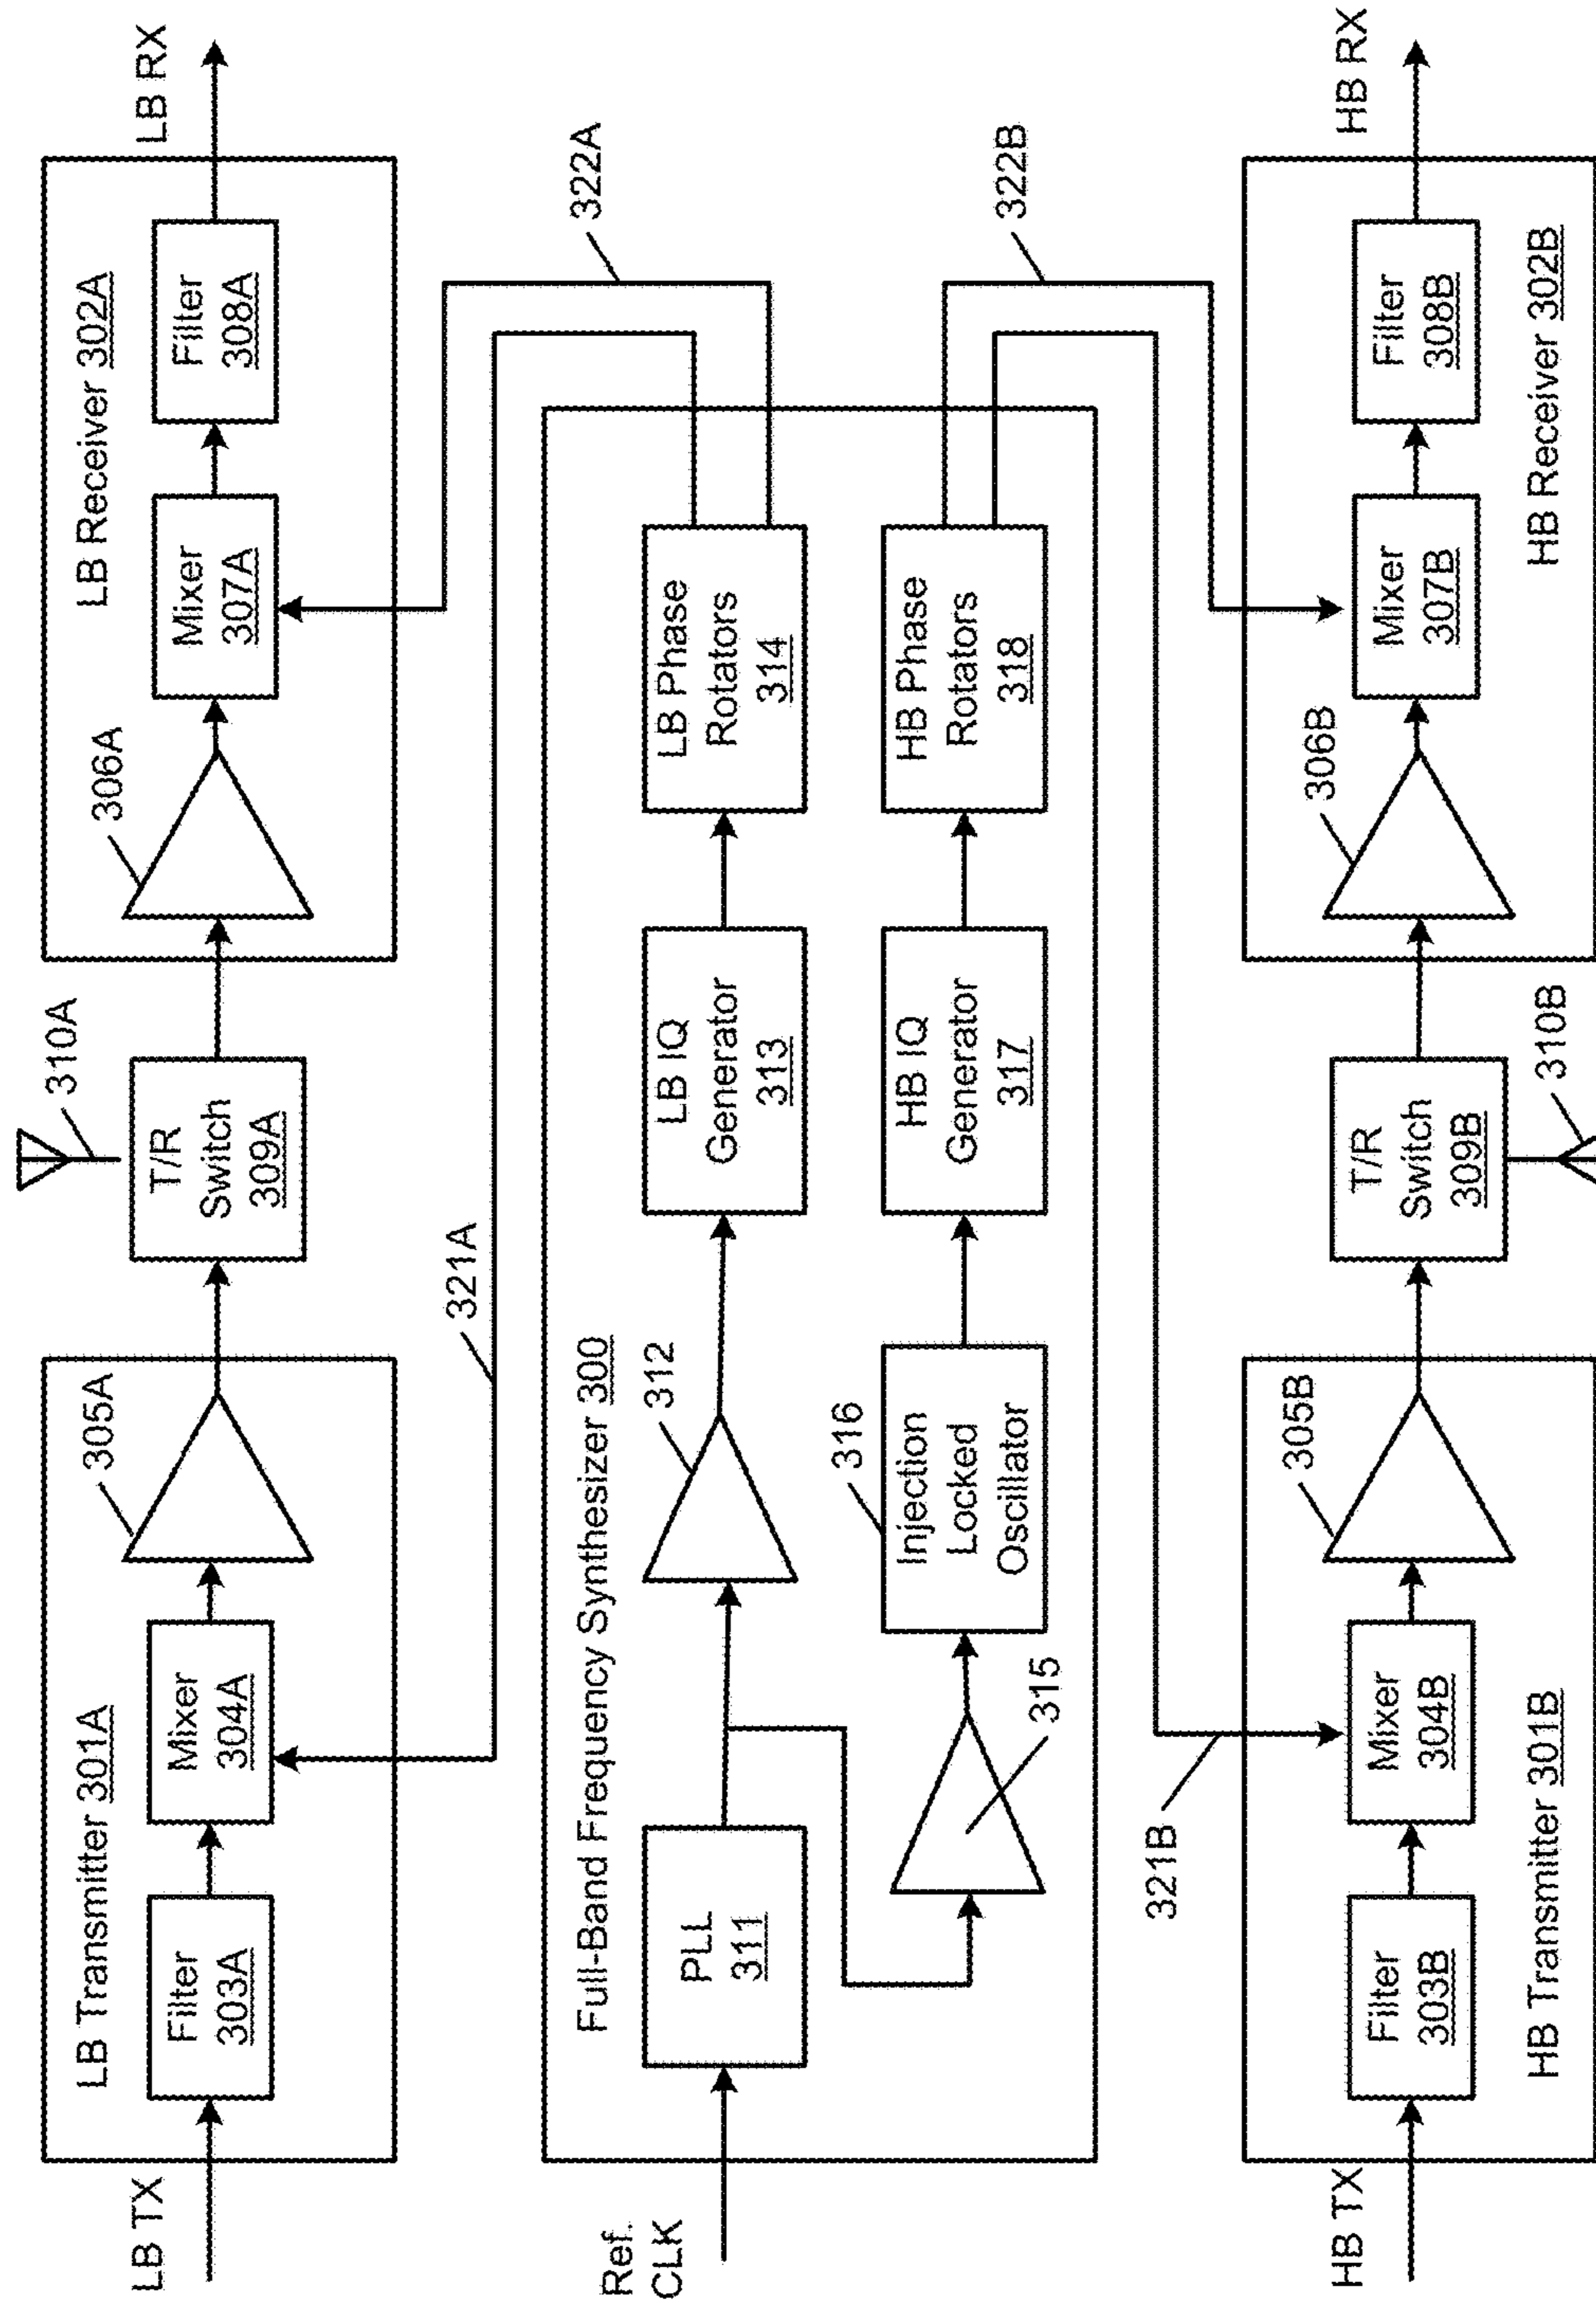 LB TX
LB Transmitter 301A
Filter
303A
Mixer
304A
305A
T/R
Switch
309A
310A
LB Receiver 302A
306A
Mixer
307A
Filter
308A
LB RX
321A
322A
Full-Band Frequency Synthesizer 300
Ref.
CLK
PLL
311
312
LB IQ
Generator
313
LB Phase
Rotators
314
315
316
Injection
Locked
Oscillator
HB IQ
Generator
317
HB Phase
Rotators
318
321B
322B
HB TX
Filter
303B
Mixer
304B
305B
HB Transmitter 301B
T/R
Switch
309B
310B
306B
Mixer
307B
Filter
308B
HB Receiver 302B
HB RX